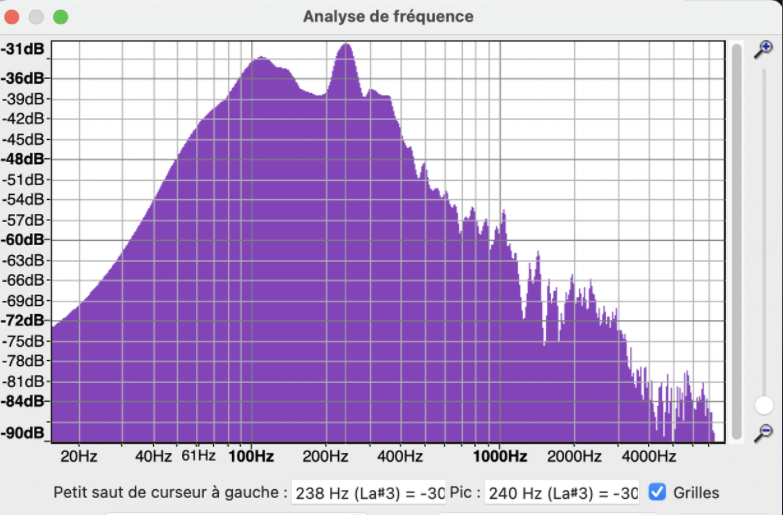 Analyse de fréquence
-31dB
-36dB
-39dB
-42dB
-45dB
-48dB
-51dB
-54dB
-57dB
-60dB
-63dB
-66dB
-69dB
-72dB
-75dB
-78dB
-81dB
-84dB
-90dB
20Hz 40Hz 61Hz 100Hz 200Hz 400Hz 1000Hz 2000Hz 4000Hz
Petit saut de curseur à gauche : 238 Hz (La#3) = -30 Pic : 240 Hz (La#3) = -30 Grilles